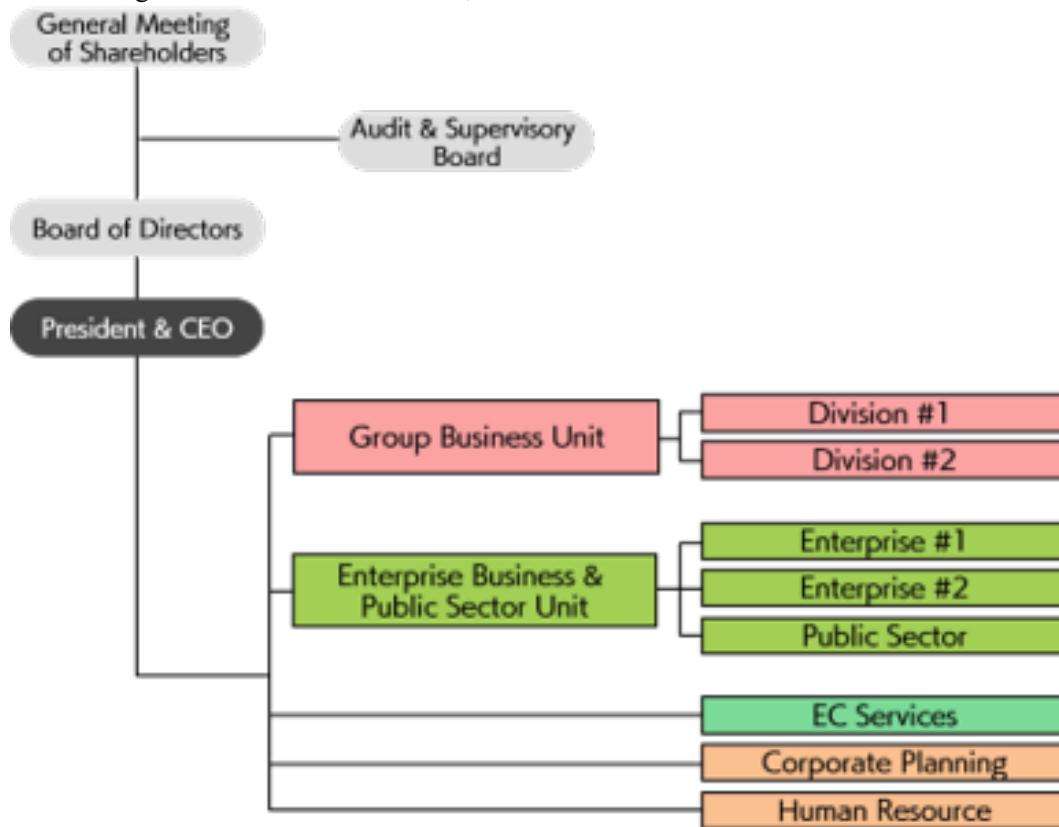 General Meeting
of Shareholders
Audit & Supervisory
Board
Board of Directors
President & CEO
Group Business Unit
Division #1
Division #2
Enterprise Business &
Public Sector Unit
Enterprise #1
Enterprise #2
Public Sector
EC Services
Corporate Planning
Human Resource